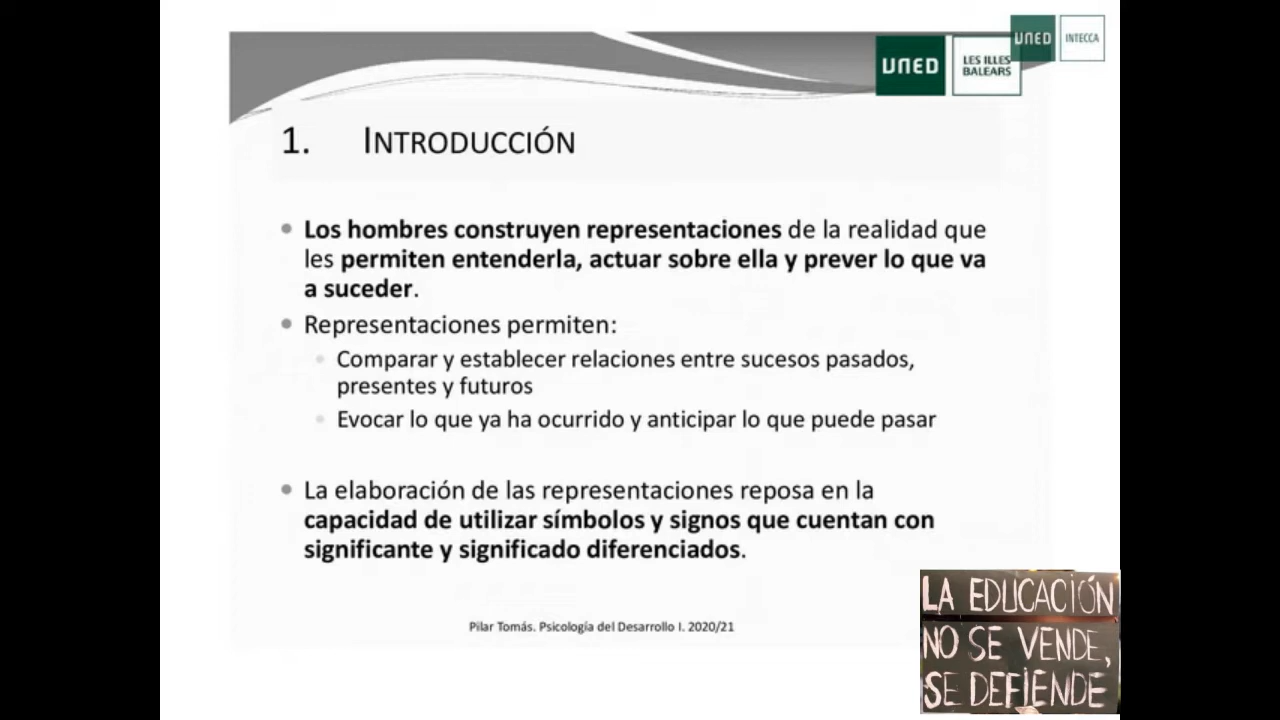 UNED
INTECCA
UNED
LES ILLES
BALEARS
1. INTRODUCCIÓN
Los hombres construyen representaciones de la realidad que
les permiten entenderla, actuar sobre ella y prever lo que va
a suceder.
Representaciones permiten:
Comparar y establecer relaciones entre sucesos pasados,
presentes y futuros
Evocar lo que ya ha ocurrido y anticipar lo que puede pasar
La elaboración de las representaciones reposa en la
capacidad de utilizar símbolos y signos que cuentan con
significante y significado diferenciados.
Pilar Tomás. Psicología del Desarrollo I. 2020/21
LA EDUCACIÓN
NO SE VENDE,
SE DEFIENDE